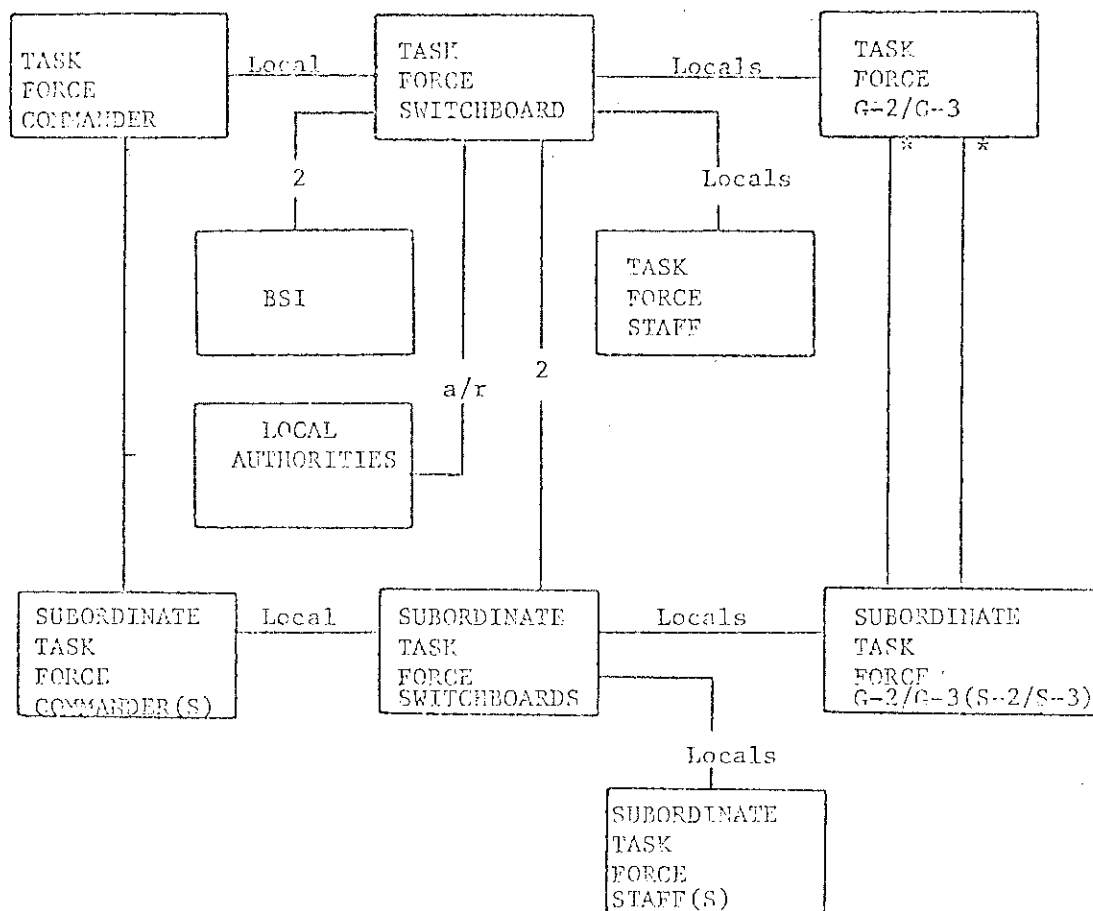 TASK
FORCE
COMMANDER
Local
TASK
FORCE
SWITCHBOARD
Locals
TASK
FORCE
G-2/G-3
* *
2
Locals
BSI
TASK
FORCE
STAFF
2
a/r
LOCAL
AUTHORITIES
SUBORDINATE
TASK
FORCE
COMMANDER(S)
Local
SUBORDINATE
TASK
FORCE
SWITCHBOARDS
Locals
SUBORDINATE
TASK
FORCE
G-2/G-3(S-2/S-3)
Locals
SUBORDINATE
TASK
FORCE
STAFF(S)